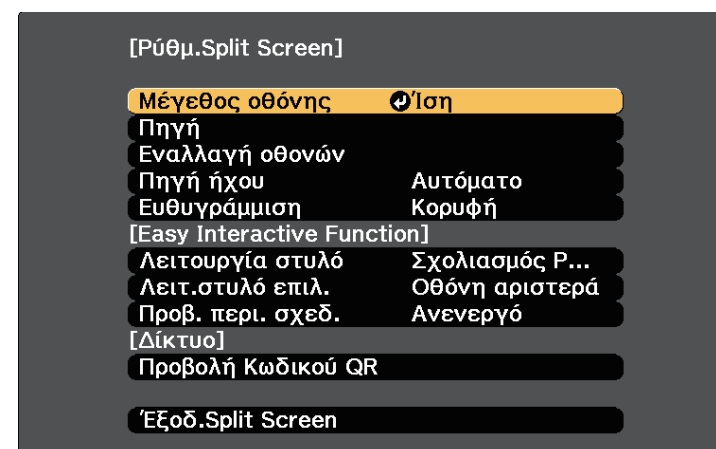 [Ρύθμ.Split Screen]
Μέγεθος οθόνης Ίση
Πηγή
Εναλλαγή οθονών
Πηγή ήχου Αυτόματο
Ευθυγράμμιση Κορυφή
[Easy Interactive Function]
Λειτουργία στυλό Σχολιασμός P...
Λειτ.στυλό επιλ. Οθόνη αριστερά
Προβ. περι. σχεδ. Ανενεργό
[Δίκτυο]
Προβολή Κωδικού QR
Έξοδ.Split Screen